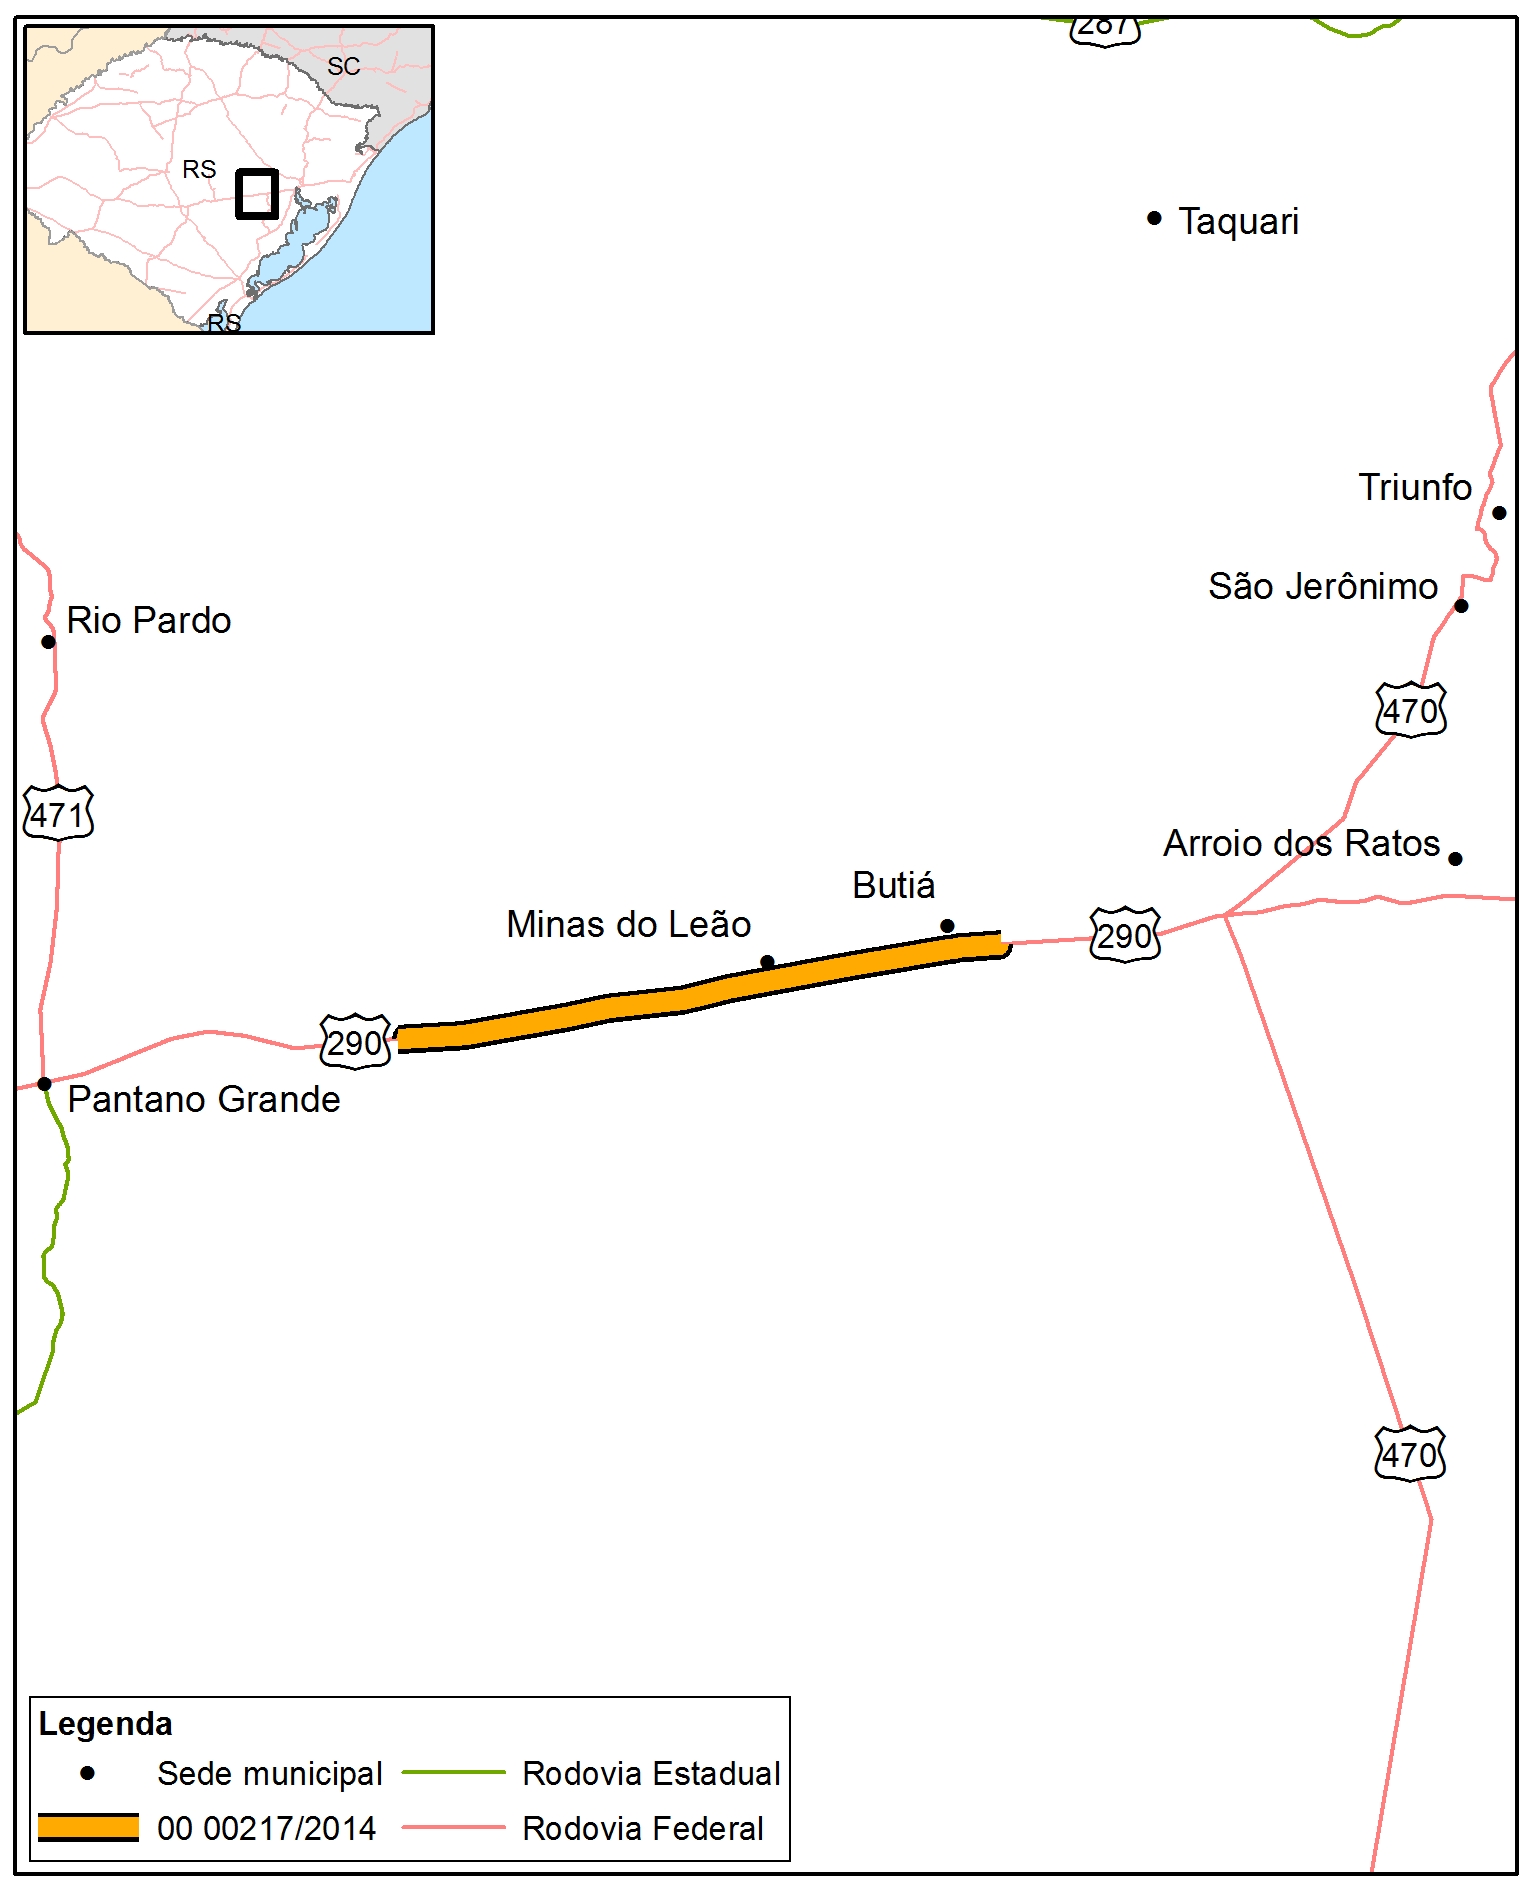 287
SC
RS
RS
Taquari
Triunfo
São Jerônimo
Rio Pardo
470
471
Arroio dos Ratos
Butiá
Minas do Leão
290
290
Pantano Grande
470
Legenda
Sede municipal
Rodovia Estadual
00 00217/2014
Rodovia Federal